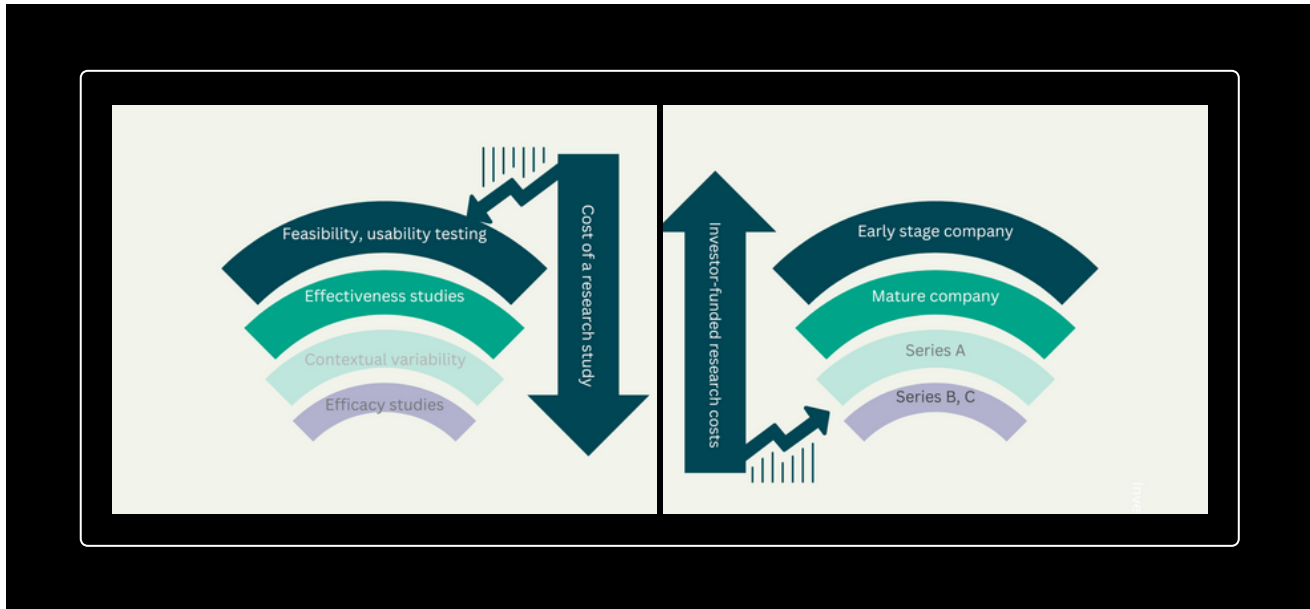 Feasibility, usability testing
Effectiveness studies
Contextual variability
Efficacy studies
Cost of a research study
Investor-funded research costs
Early stage company
Mature company
Series A
Series B, C